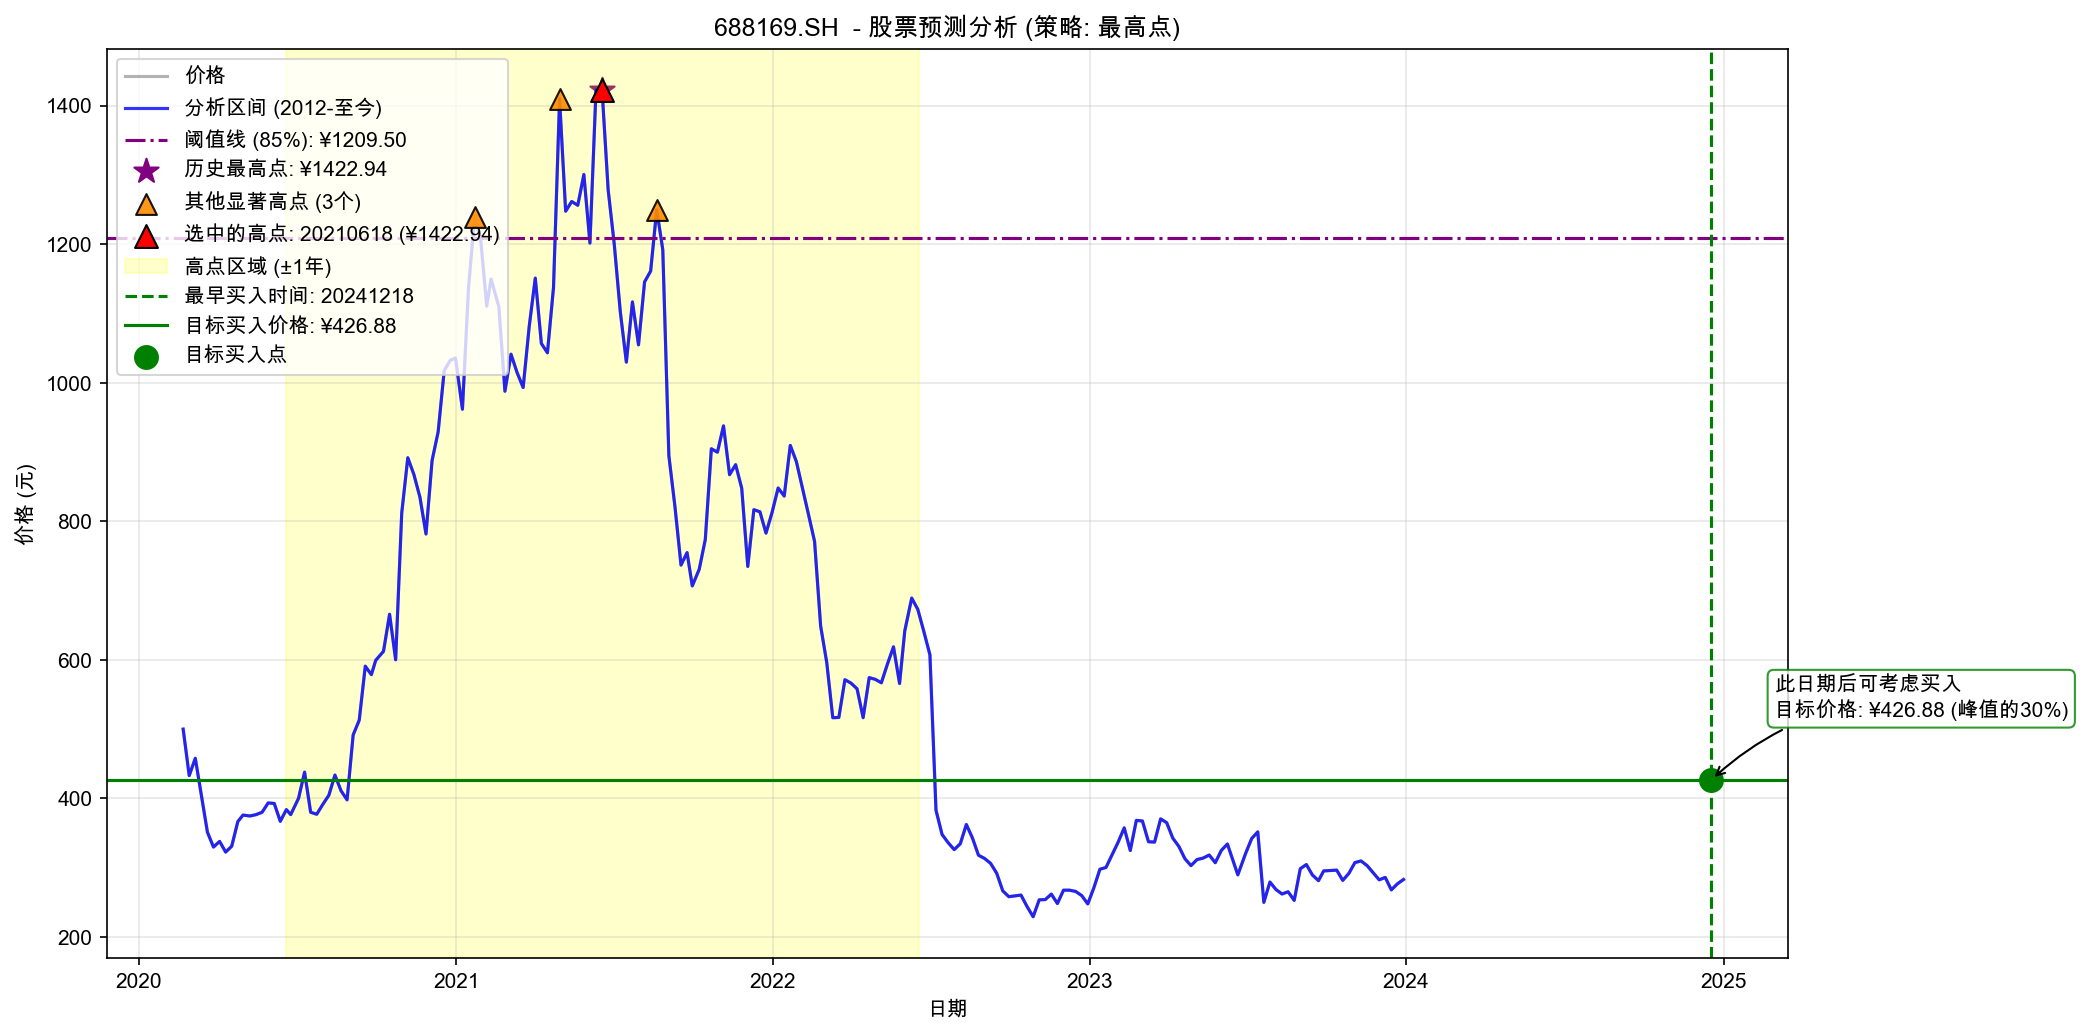 688169.SH - 股票预测分析 (策略: 最高点)
价格
分析区间 (2012-至今)
阈值线 (85%): ¥1209.50
历史最高点: ¥1422.94
其他显著高点 (3个)
选中的高点: 20210618 (¥1422.94)
高点区域 (±1年)
最早买入时间: 20241218
目标买入价格: ¥426.88
目标买入点
价格 (元)
1400
1200
1000
800
600
400
200
此日期后可考虑买入
目标价格: ¥426.88 (峰值的30%)
2020
2021
2022
2023
2024
2025
日期